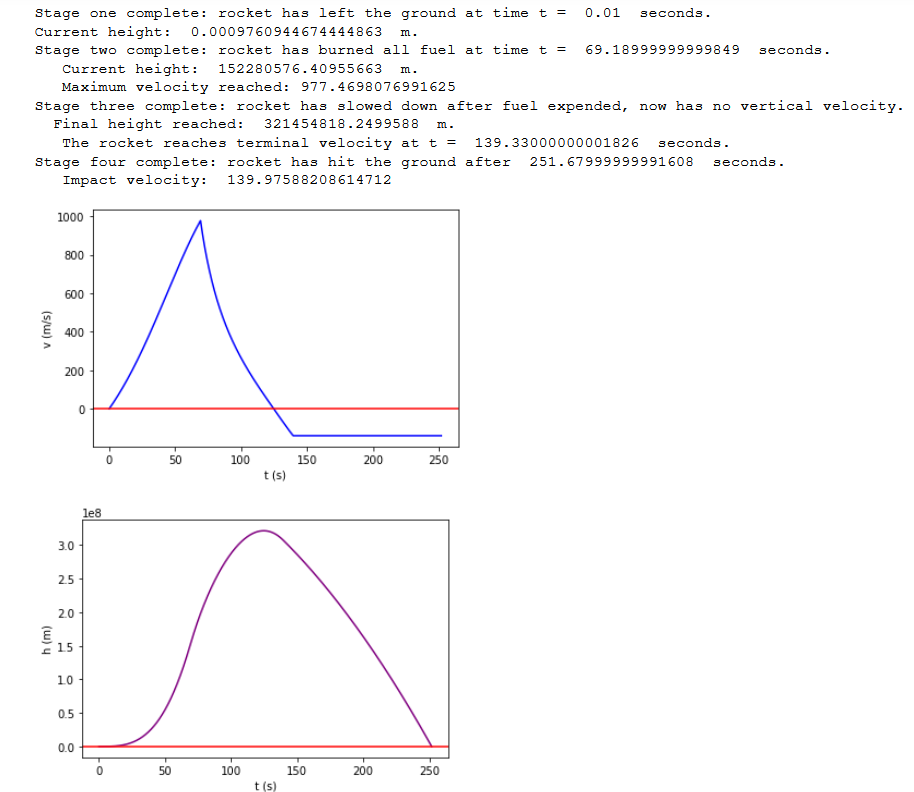 Stage one complete: rocket has left the ground at time t =  0.01  seconds.
Current height:  0.0009760944674444863  m.
Stage two complete: rocket has burned all fuel at time t =  69.18999999999849  seconds.
Current height:  152280576.40955663  m.
Maximum velocity reached: 977.4698076991625
Stage three complete: rocket has slowed down after fuel expended, now has no vertical velocity.
Final height reached:  321454818.2499588  m.
The rocket reaches terminal velocity at t =  139.33000000001826  seconds.
Stage four complete: rocket has hit the ground after  251.67999999991608  seconds.
Impact velocity:  139.97588208614712
1000
800
600
400
200
0
v (m/s)
0 50 100 150 200 250
t (s)
1e8
3.0
2.5
2.0
1.5
1.0
0.5
0.0
h (m)
0 50 100 150 200 250
t (s)